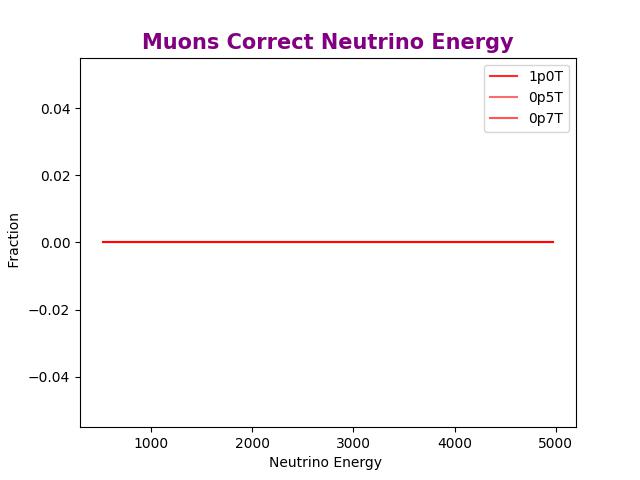 Muons Correct Neutrino Energy
1p0T
0p5T
0p7T
0.04
0.02
0.00
−0.02
−0.04
Fraction
1000 2000 3000 4000 5000
Neutrino Energy